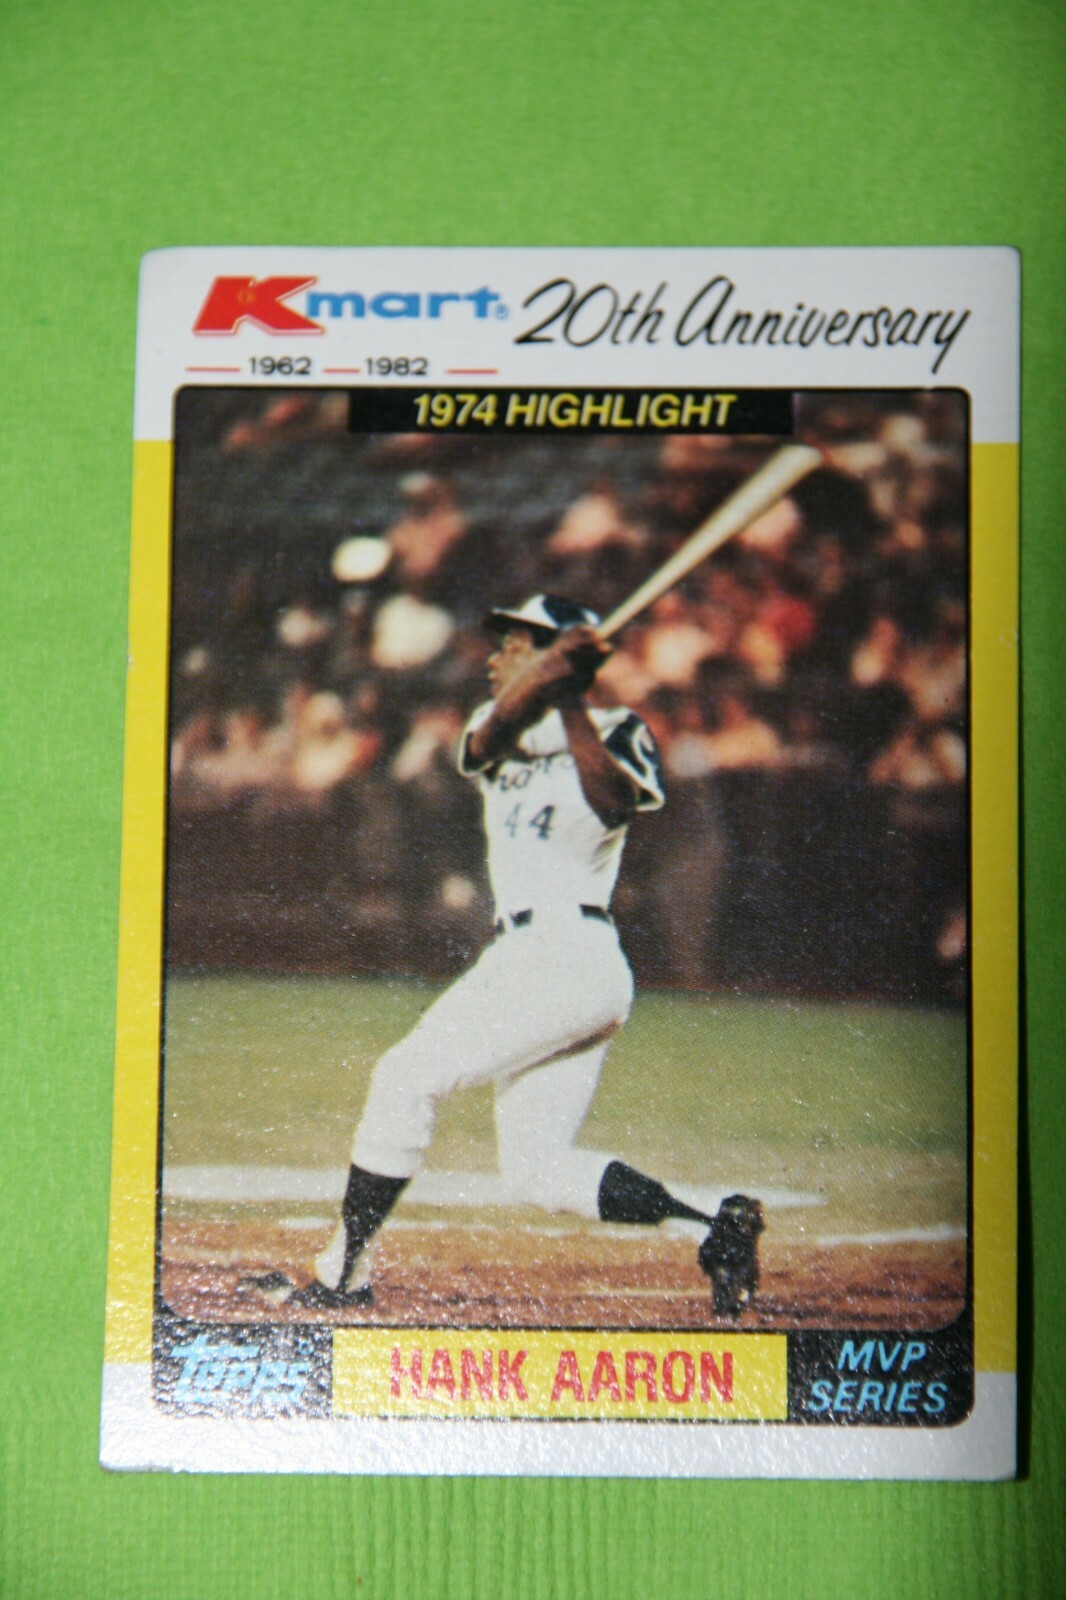 Kmart® 20th Anniversary
1962 1982
1974 HIGHLIGHT
44
topps®
HANK AARON
MVP
SERIES